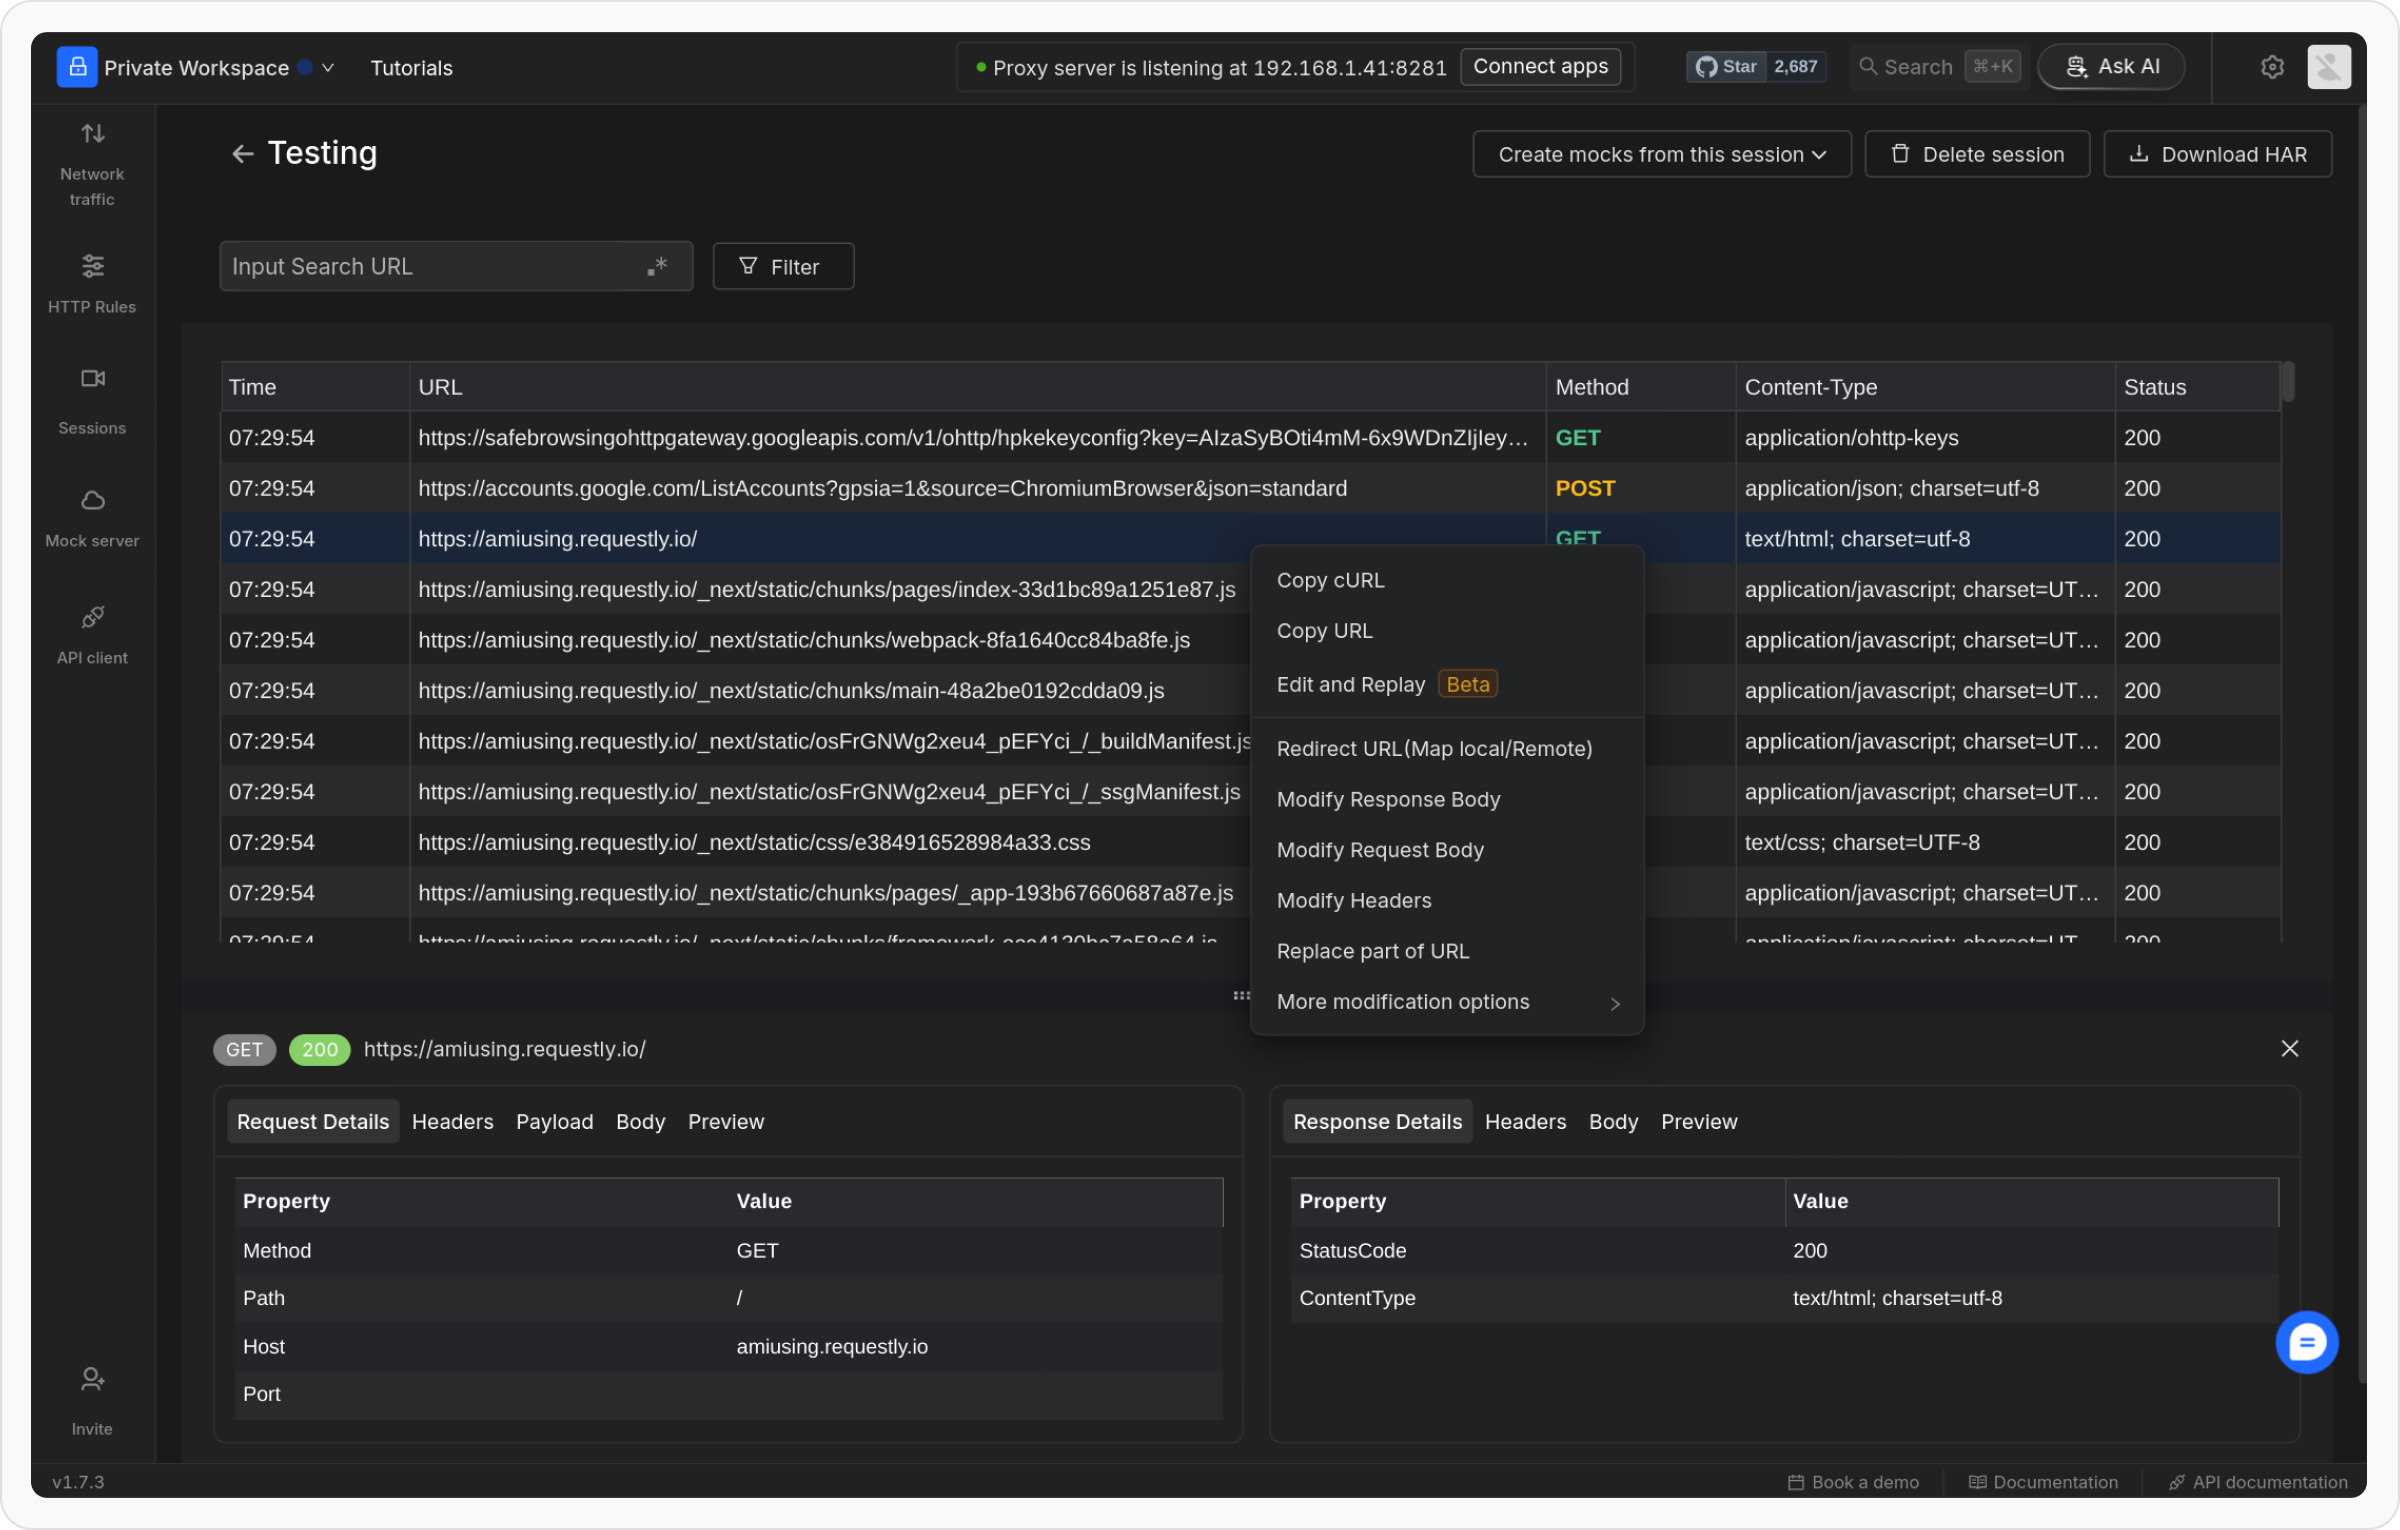 Private Workspace
Tutorials
Proxy server is listening at 192.168.1.41:8281
Connect apps
Star
2,687
Search
⌘+K
Ask AI
Network
traffic
HTTP Rules
Sessions
Mock server
API client
Invite
Testing
Create mocks from this session
Delete session
Download HAR
Input Search URL
.*
Filter
Time URL Method Content-Type Status
07:29:54 https://safebrowsingohttpgateway.googleapis.com/v1/ohttp/hpkekeyconfig?key=AIzaSyBOti4mM-6x9WDnZIjIey... GET application/ohttp-keys 200
07:29:54 https://accounts.google.com/ListAccounts?gpsia=1&source=ChromiumBrowser&json=standard POST application/json; charset=utf-8 200
07:29:54 https://amiusing.requestly.io/ GET text/html; charset=utf-8 200
07:29:54 https://amiusing.requestly.io/_next/static/chunks/pages/index-33d1bc89a1251e87.js application/javascript; charset=UT... 200
07:29:54 https://amiusing.requestly.io/_next/static/chunks/webpack-8fa1640cc84ba8fe.js application/javascript; charset=UT... 200
07:29:54 https://amiusing.requestly.io/_next/static/chunks/main-48a2be0192cdda09.js application/javascript; charset=UT... 200
07:29:54 https://amiusing.requestly.io/_next/static/osFrGNWg2xeu4_pEFYci_/_buildManifest.js application/javascript; charset=UT... 200
07:29:54 https://amiusing.requestly.io/_next/static/osFrGNWg2xeu4_pEFYci_/_ssgManifest.js application/javascript; charset=UT... 200
07:29:54 https://amiusing.requestly.io/_next/static/css/e384916528984a33.css text/css; charset=UTF-8 200
07:29:54 https://amiusing.requestly.io/_next/static/chunks/pages/_app-193b67660687a87e.js application/javascript; charset=UT... 200
07:29:54 application/javascript; charset=UT... 200
Copy cURL
Copy URL
Edit and Replay Beta
Redirect URL(Map local/Remote)
Modify Response Body
Modify Request Body
Modify Headers
Replace part of URL
More modification options
GET 200 https://amiusing.requestly.io/
Request Details Headers Payload Body Preview
Property Value
Method GET
Path /
Host amiusing.requestly.io
Port
Response Details Headers Body Preview
Property Value
StatusCode 200
ContentType text/html; charset=utf-8
v1.7.3
Book a demo
Documentation
API documentation